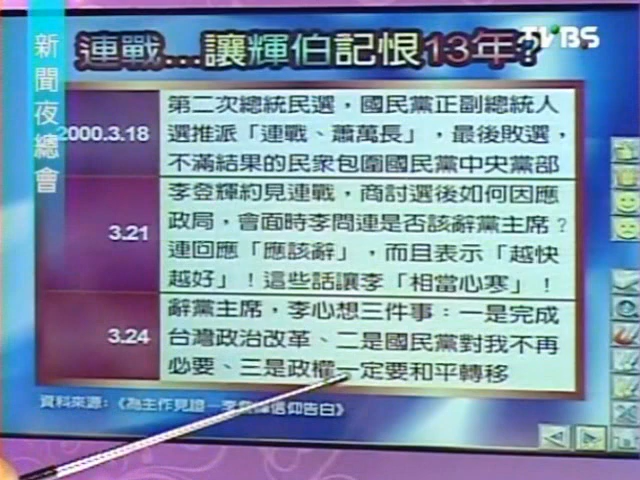 新聞夜總會
連戰...讓輝伯記恨13年?
TVBS
2000.3.18
第二次總統民選，國民黨正副總統人
選推派「連戰、蕭萬長」，最後敗選，
不滿結果的民眾包圍國民黨中央黨部
3.21
李登輝約見連戰，商討選後如何因應
政局，會面時李問連是否該辭黨主席？
連回應「應該辭」，而且表示「越快
越好」！這些話讓李「相當心寒」！
3.24
辭黨主席，李心想三件事：一是完成
台灣政治改革、二是國民黨對我不再
必要、三是政權一定要和平轉移
資料來源：《為主作見證－李登輝信仰告白》